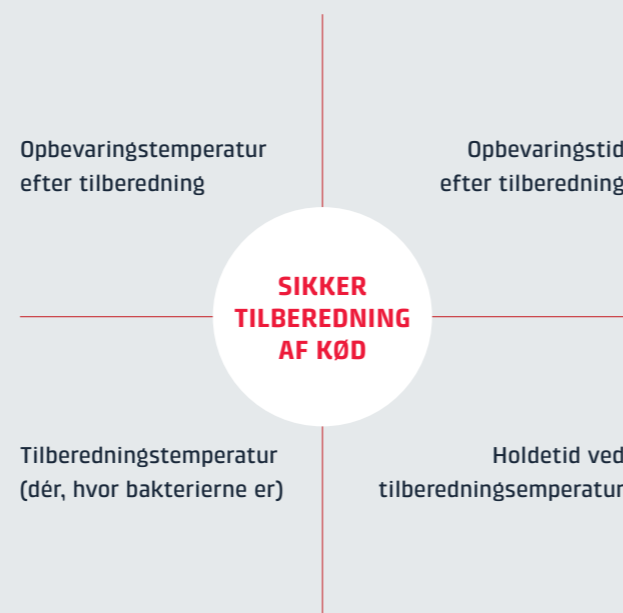 Opbevaringstemperatur
efter tilberedning
Opbevaringstid
efter tilberedning
SIKKER
TILBEREDNING
AF KØD
Tilberedningstemperatur
(dér, hvor bakterierne er)
Holdetid ved
tilberedningsemperatur